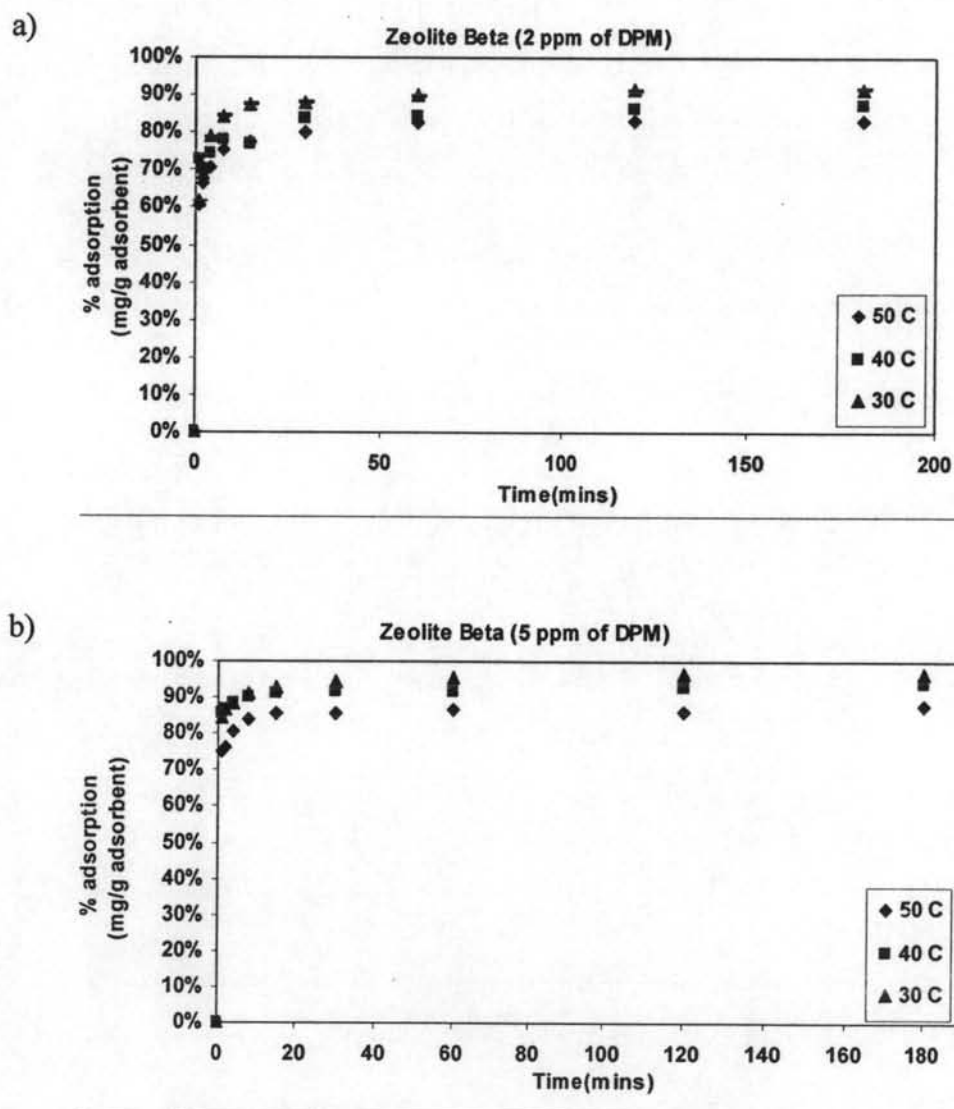 a)
Zeolite Beta (2 ppm of DPM)
100%
90%
80%
70%
60%
50%
40%
30%
20%
10%
0%
% adsorption
(mg/g adsorbent)
0 50 100 150 200
Time(mins)
50 C
40 C
30 C
b)
Zeolite Beta (5 ppm of DPM)
100%
90%
80%
70%
60%
50%
40%
30%
20%
10%
0%
% adsorption
(mg/g adsorbent)
0 20 40 60 80 100 120 140 160 180
Time(mins)
50 C
40 C
30 C